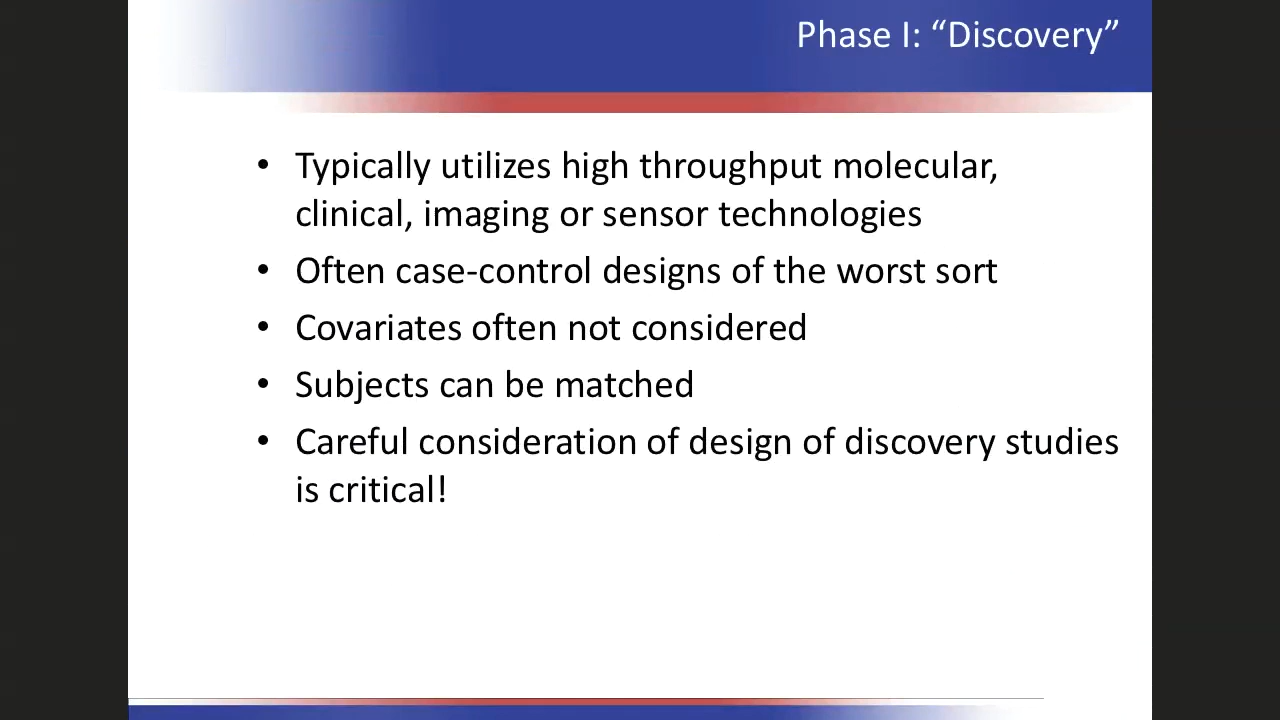 Phase I: “Discovery”
• Typically utilizes high throughput molecular,
clinical, imaging or sensor technologies
• Often case-control designs of the worst sort
• Covariates often not considered
• Subjects can be matched
• Careful consideration of design of discovery studies
is critical!